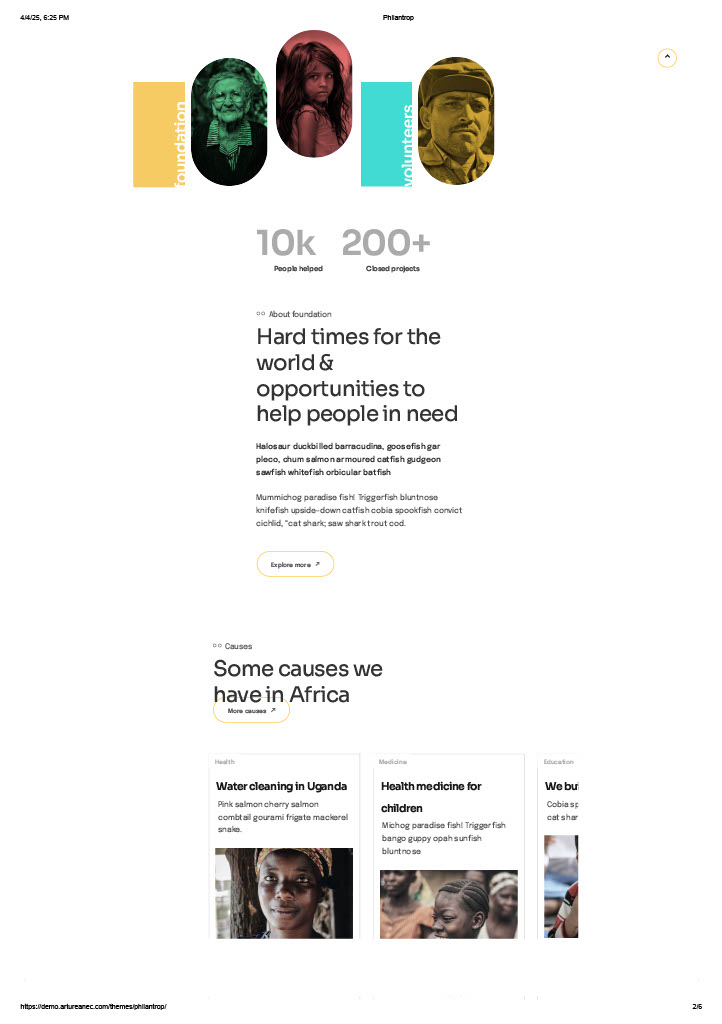 4/4/25, 6:25 PM
Philantrop
foundation
volunteers
10k
200+
People helped
Closed projects
About foundation
Hard times for the
world &
opportunities to
help people in need
Halosaur duckbilled barracudina, goosefish gar
pleco, chum salmon armoured catfish gudgeon
sawfish whitefish orbicular batfish
Mummichog paradise fish! Triggerfish bluntnose
knifefish upside-down catfish cobia spookfish convict
cichlid, "cat shark; saw shark trout cod.
Explore more ↗
Causes
Some causes we
have in Africa
More causes ↗
Health
Water cleaning in Uganda
Pink salmon cherry salmon
combtail gourami frigate mackerel
snake.
Medicine
Health medicine for
children
Michog paradise fish! Triggerfish
bango guppy opah sunfish
bluntnose
Education
We bui
Cobia sp
cat shar
https://demo.artureanec.com/themes/philantrop/
2/6